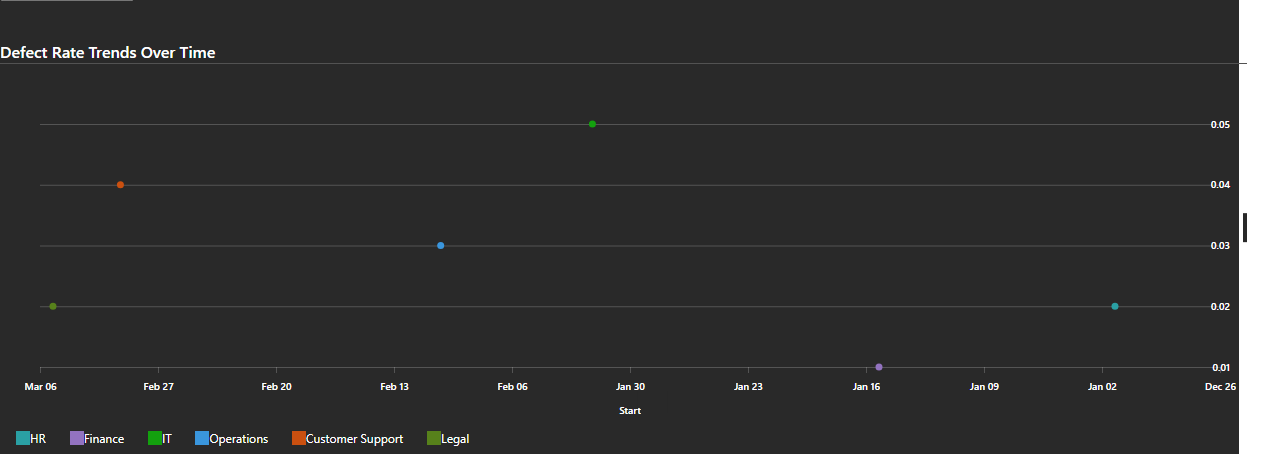 Defect Rate Trends Over Time
0.05
0.04
0.03
0.02
0.01
Mar 06 Feb 27 Feb 20 Feb 13 Feb 06 Jan 30 Jan 23 Jan 16 Jan 09 Jan 02 Dec 26
Start
HR Finance IT Operations Customer Support Legal